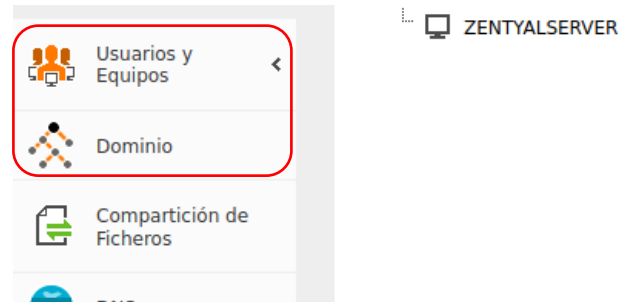 Usuarios y
Equipos
Dominio
Compartición de
Ficheros
ZENTYALSERVER